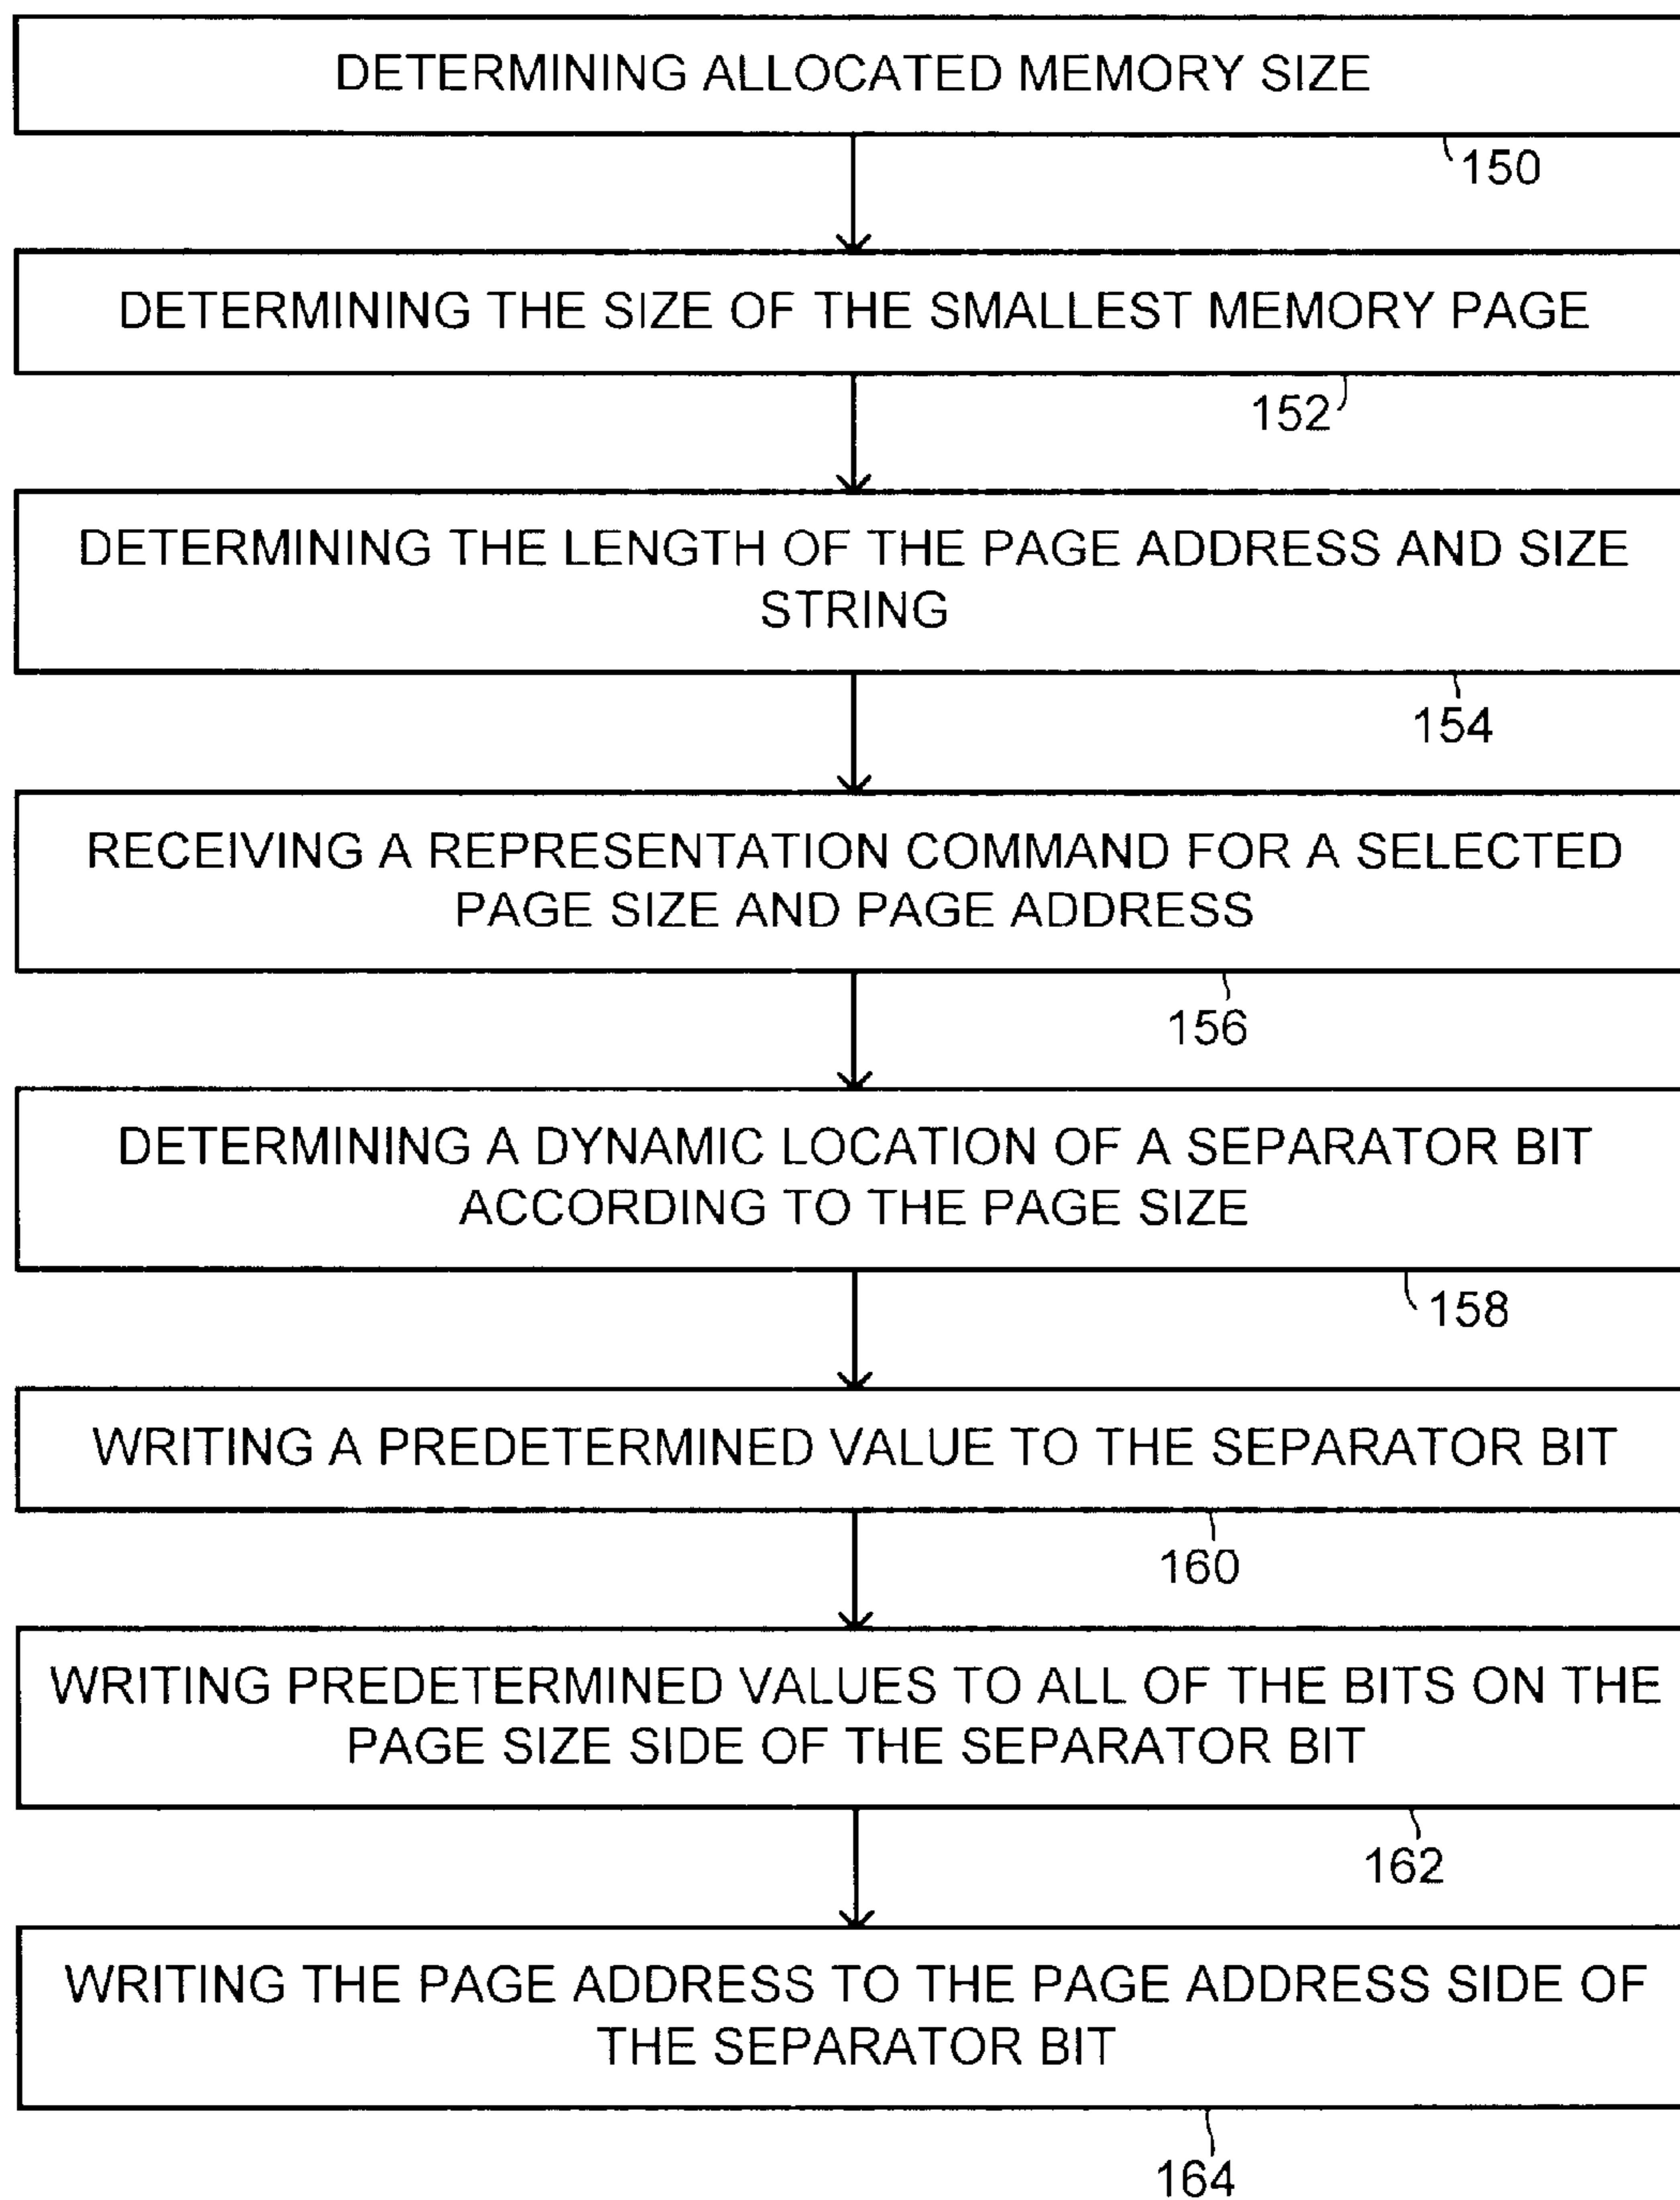 DETERMINING ALLOCATED MEMORY SIZE
150
DETERMINING THE SIZE OF THE SMALLEST MEMORY PAGE
152
DETERMINING THE LENGTH OF THE PAGE ADDRESS AND SIZE
STRING
154
RECEIVING A REPRESENTATION COMMAND FOR A SELECTED
PAGE SIZE AND PAGE ADDRESS
156
DETERMINING A DYNAMIC LOCATION OF A SEPARATOR BIT
ACCORDING TO THE PAGE SIZE
158
WRITING A PREDETERMINED VALUE TO THE SEPARATOR BIT
160
WRITING PREDETERMINED VALUES TO ALL OF THE BITS ON THE
PAGE SIZE SIDE OF THE SEPARATOR BIT
162
WRITING THE PAGE ADDRESS TO THE PAGE ADDRESS SIDE OF
THE SEPARATOR BIT
164